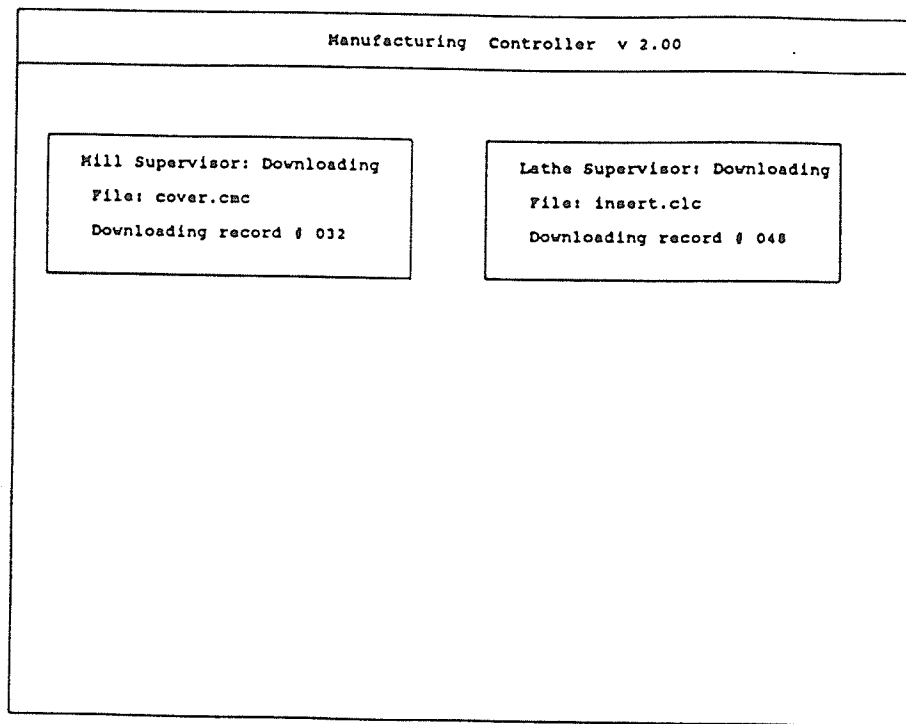 Manufacturing Controller v 2.00
Mill Supervisor: Downloading
File: cover.cmc
Downloading record # 032
Lathe Supervisor: Downloading
File: insert.clc
Downloading record # 048